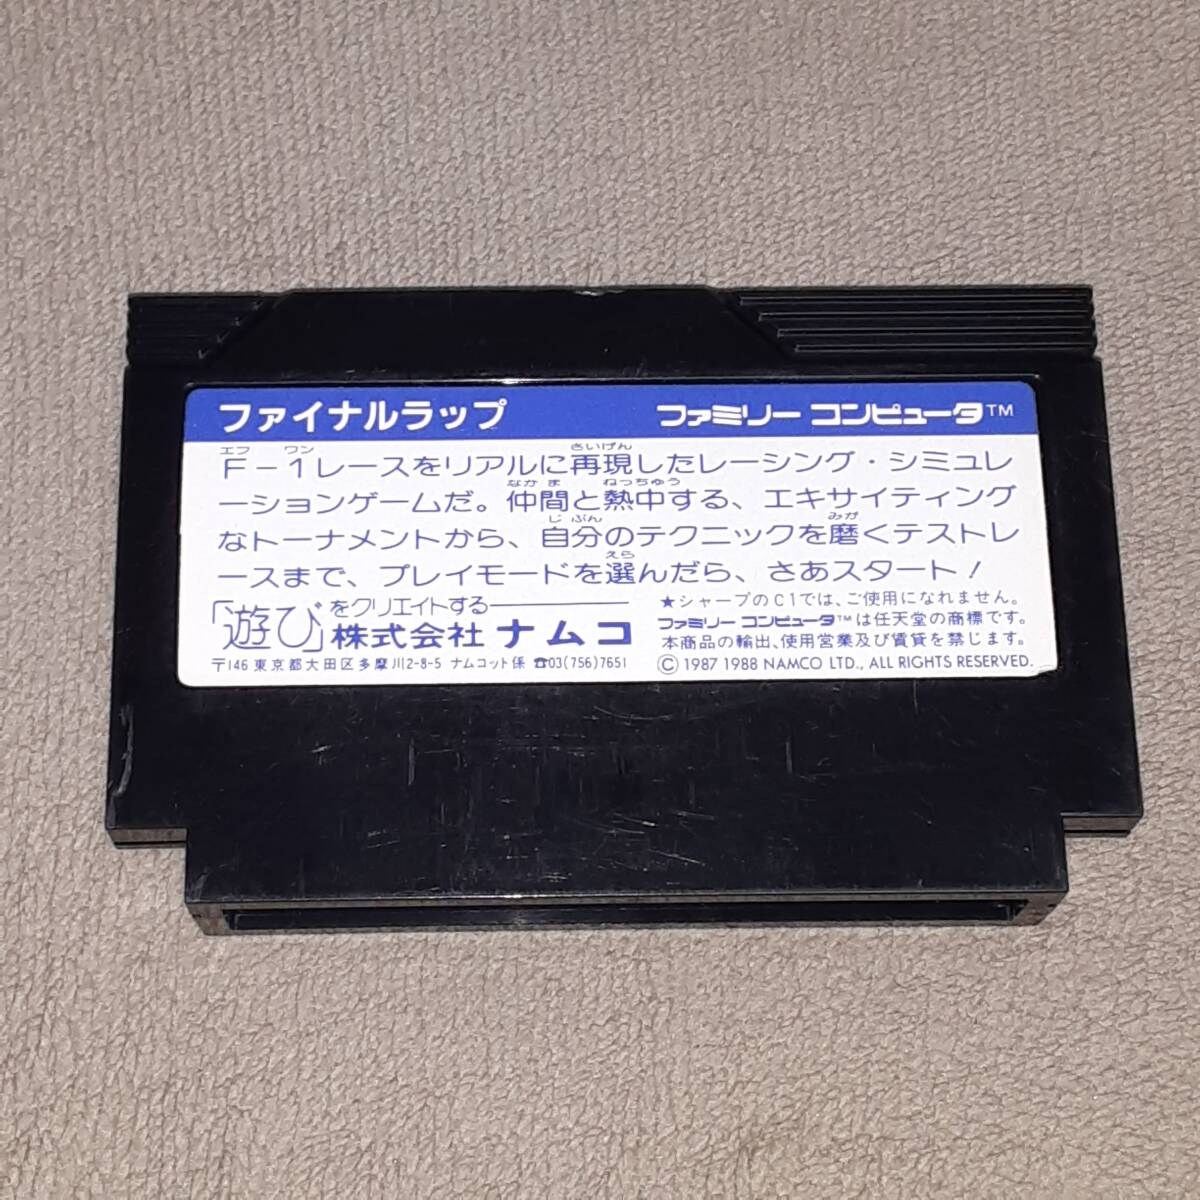 ファイナルラップ ファミリー コンピュータ™
エフ ワン さいげん
F-1レースをリアルに再現したレーシング・シミュレ
なかま ねっちゅう
ーションゲームだ。仲間と熱中する、エキサイティング
じぶん みが
なトーナメントから、自分のテクニックを磨くテストレ
えら
ースまで、プレイモードを選んだら、さあスタート!
「遊び」をクリエイトする
株式会社 ナムコ
〒146 東京都大田区多摩川2-8-5 ナムコット係 ☎03(756)7651
★シャープのC1では、ご使用になれません。
ファミリー コンピュータ™は任天堂の商標です。
本商品の輸出、使用営業及び賃貸を禁じます。
©1987 1988 NAMCO LTD., ALL RIGHTS RESERVED.